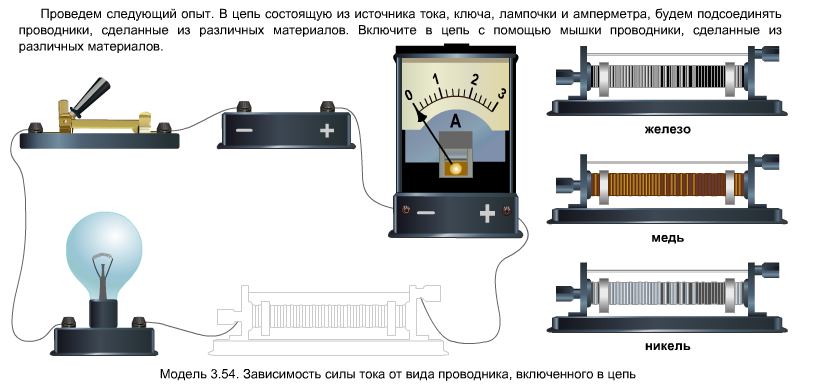 Проведем следующий опыт. В цепь состоящую из источника тока, ключа, лампочки и амперметра, будем подсоединять
проводники, сделанные из различных материалов. Включите в цепь с помощью мышки проводники, сделанные из
различных материалов.
0 1 2 3
A
− +
− +
железо
медь
никель
Модель 3.54. Зависимость силы тока от вида проводника, включенного в цепь